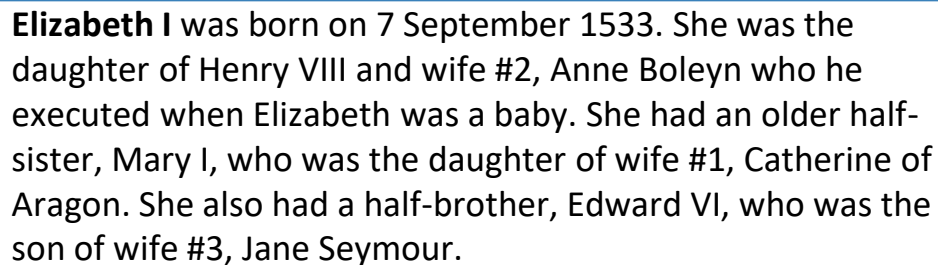 Elizabeth I was born on 7 September 1533. She was the
daughter of Henry VIII and wife #2, Anne Boleyn who he
executed when Elizabeth was a baby. She had an older half-
sister, Mary I, who was the daughter of wife #1, Catherine of
Aragon. She also had a half-brother, Edward VI, who was the
son of wife #3, Jane Seymour.